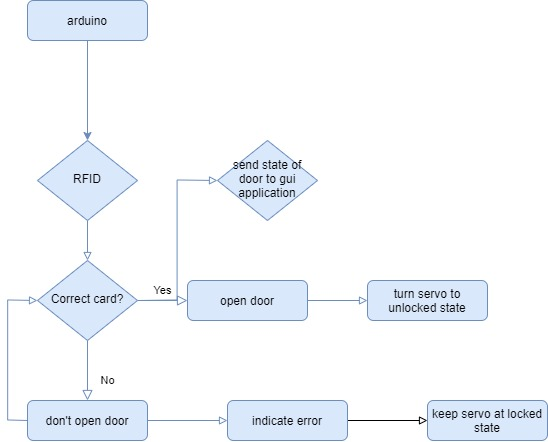 arduino
RFID
send state of
door to gui
application
Correct card?
Yes
open door
turn servo to
unlocked state
No
don't open door
indicate error
keep servo at locked
state